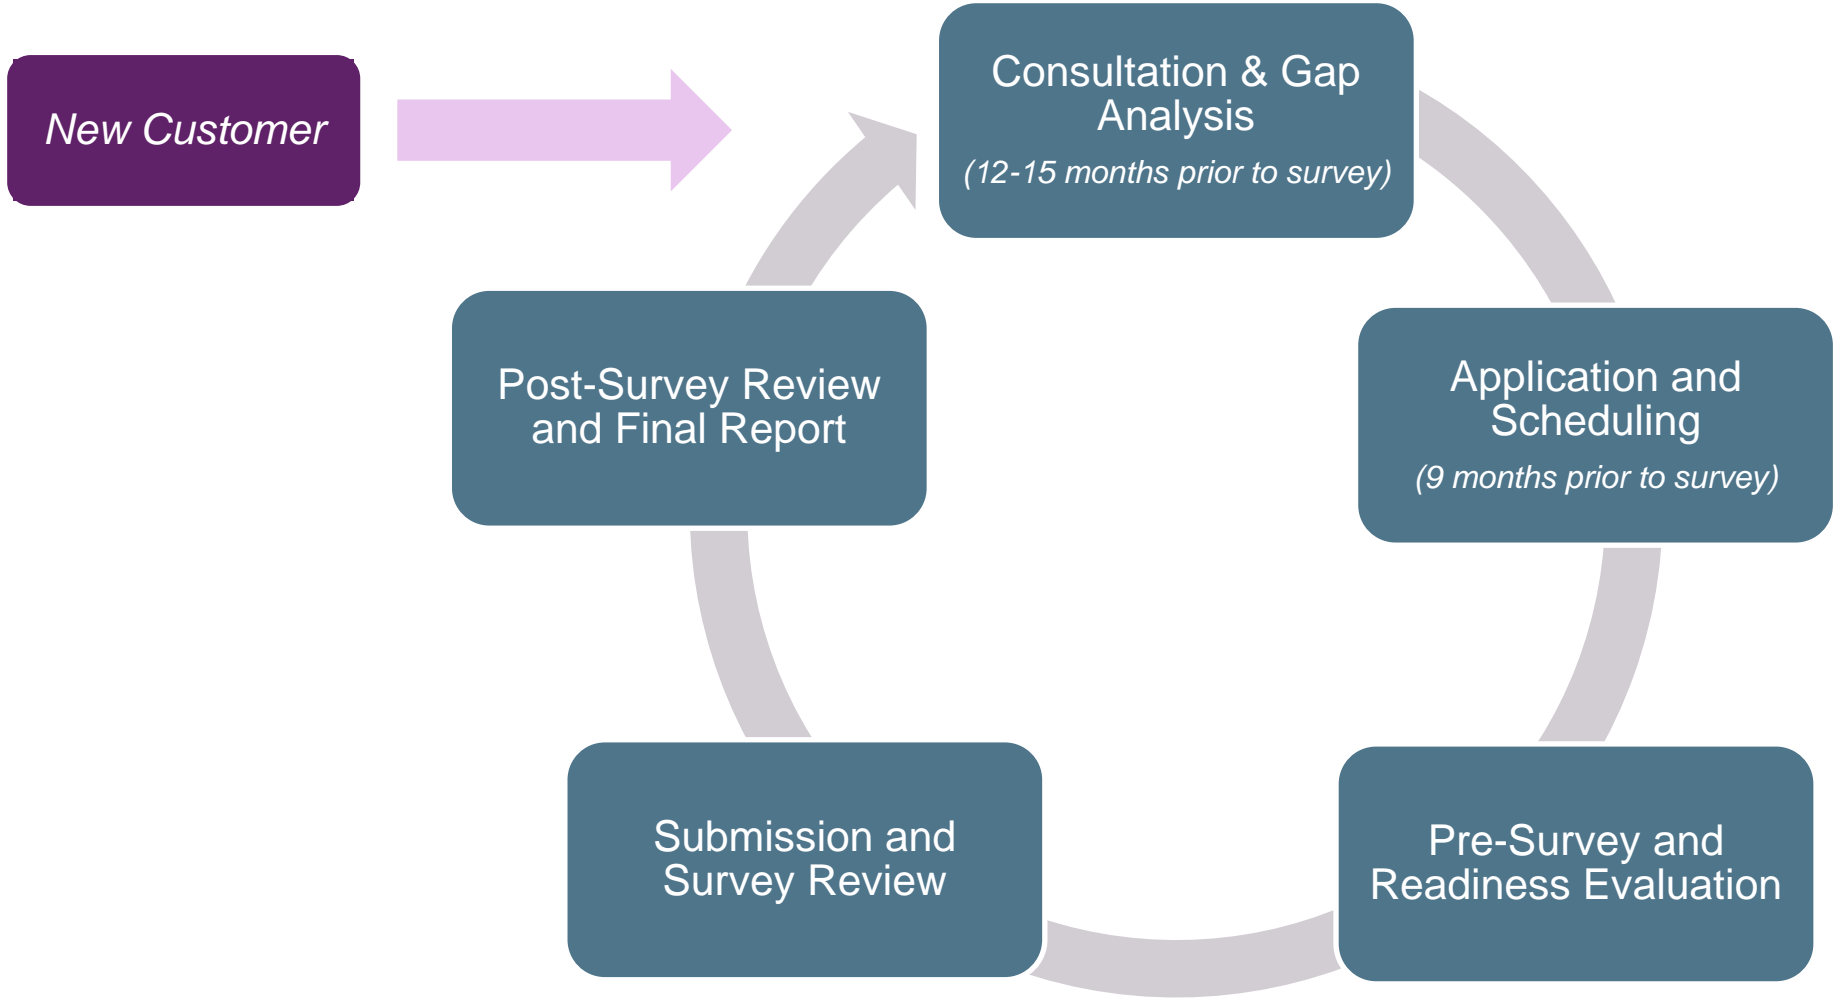 New Customer
Consultation & Gap
Analysis
(12-15 months prior to survey)
Application and
Scheduling
(9 months prior to survey)
Pre-Survey and
Readiness Evaluation
Submission and
Survey Review
Post-Survey Review
and Final Report